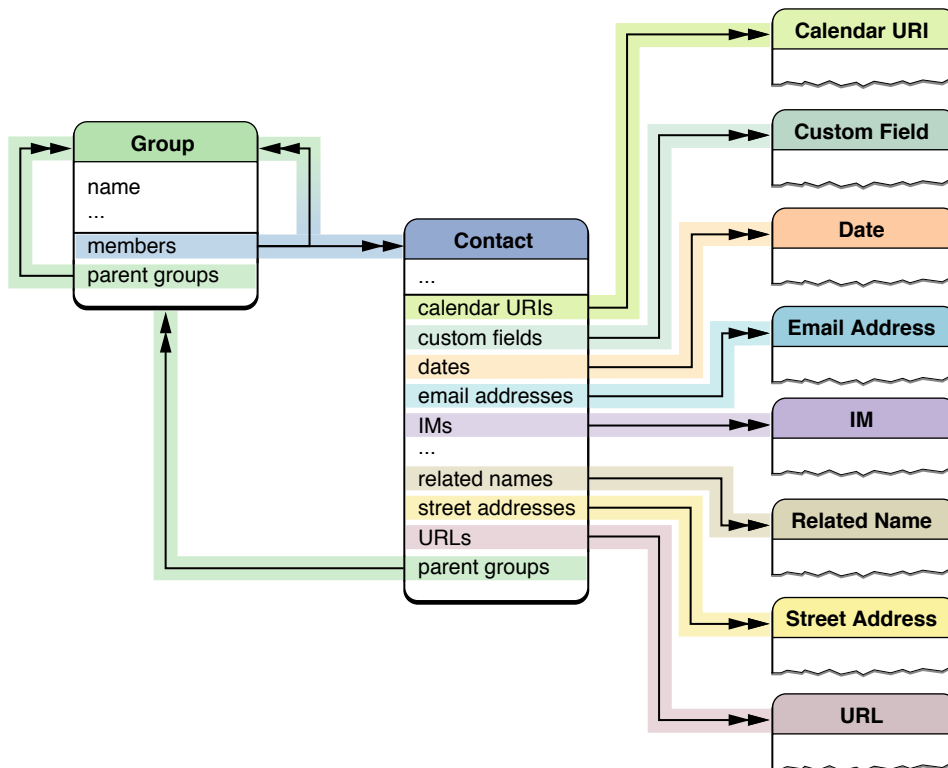 Group
name
...
members
parent groups
Contact
...
calendar URIs
custom fields
dates
email addresses
IMs
...
related names
street addresses
URLs
parent groups
Calendar URI
Custom Field
Date
Email Address
IM
Related Name
Street Address
URL